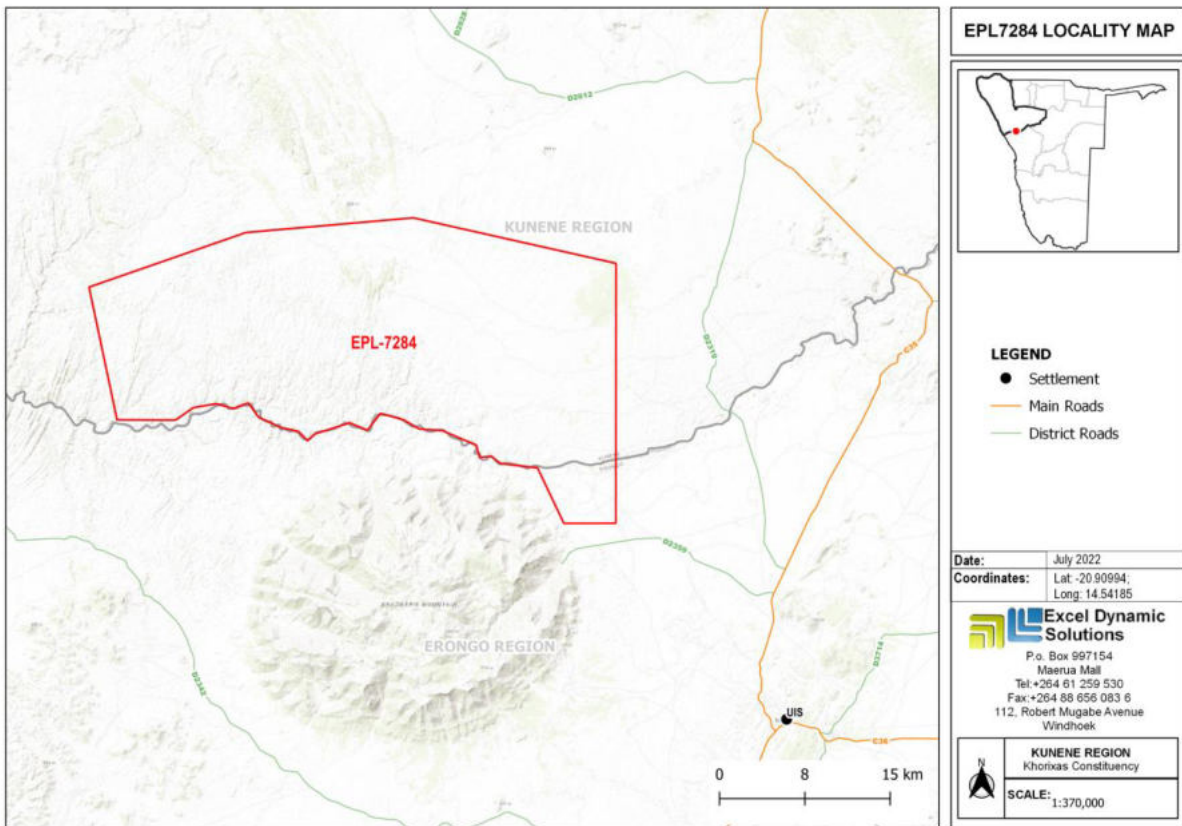 D2628
D2612
KUNENE REGION
EPL-7284
D2319
C35
D2359
BRANDBERG MOUNTAIN
ERONGO REGION
D2342
D3714
UIS
C36
0 8 15 km
EPL7284 LOCALITY MAP
LEGEND
Settlement
Main Roads
District Roads
Date: July 2022
Coordinates: Lat: -20.90994;
Long: 14.54185
Excel Dynamic
Solutions
P.o. Box 997154
Maerua Mall
Tel:+264 61 259 530
Fax:+264 88 656 083 6
112, Robert Mugabe Avenue
Windhoek
N
KUNENE REGION
Khorixas Constituency
SCALE: 1:370,000